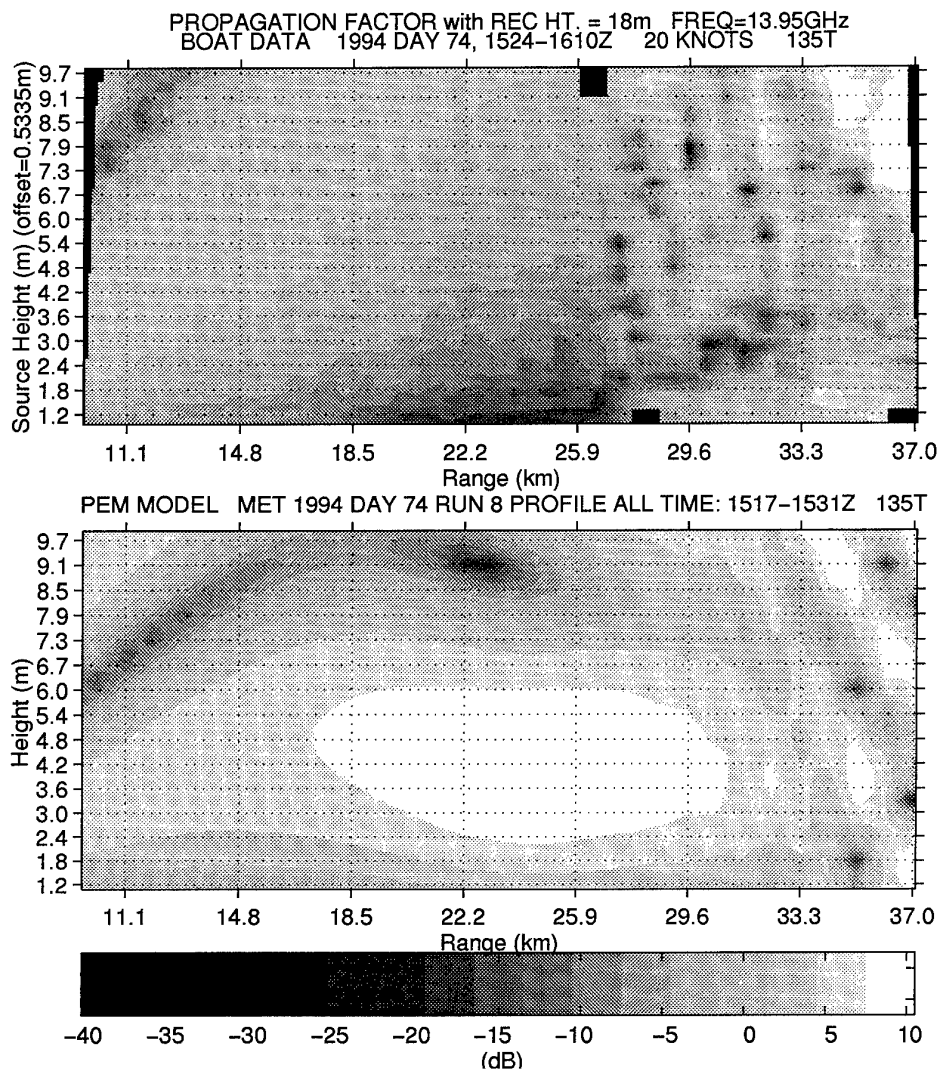 PROPAGATION FACTOR with REC HT. = 18m FREQ=13.95GHz
BOAT DATA 1994 DAY 74, 1524-1610Z 20 KNOTS 135T
Source Height (m) (offset=0.5335m)
9.7
9.1
8.5
7.9
7.3
6.7
6.0
5.4
4.8
4.2
3.6
3.0
2.4
1.8
1.2
11.1 14.8 18.5 22.2 25.9 29.6 33.3 37.0
Range (km)
PEM MODEL MET 1994 DAY 74 RUN 8 PROFILE ALL TIME: 1517-1531Z 135T
Height (m)
9.7
9.1
8.5
7.9
7.3
6.7
6.0
5.4
4.8
4.2
3.6
3.0
2.4
1.8
1.2
11.1 14.8 18.5 22.2 25.9 29.6 33.3 37.0
Range (km)
-40 -35 -30 -25 -20 -15 -10 -5 0 5 10
(dB)